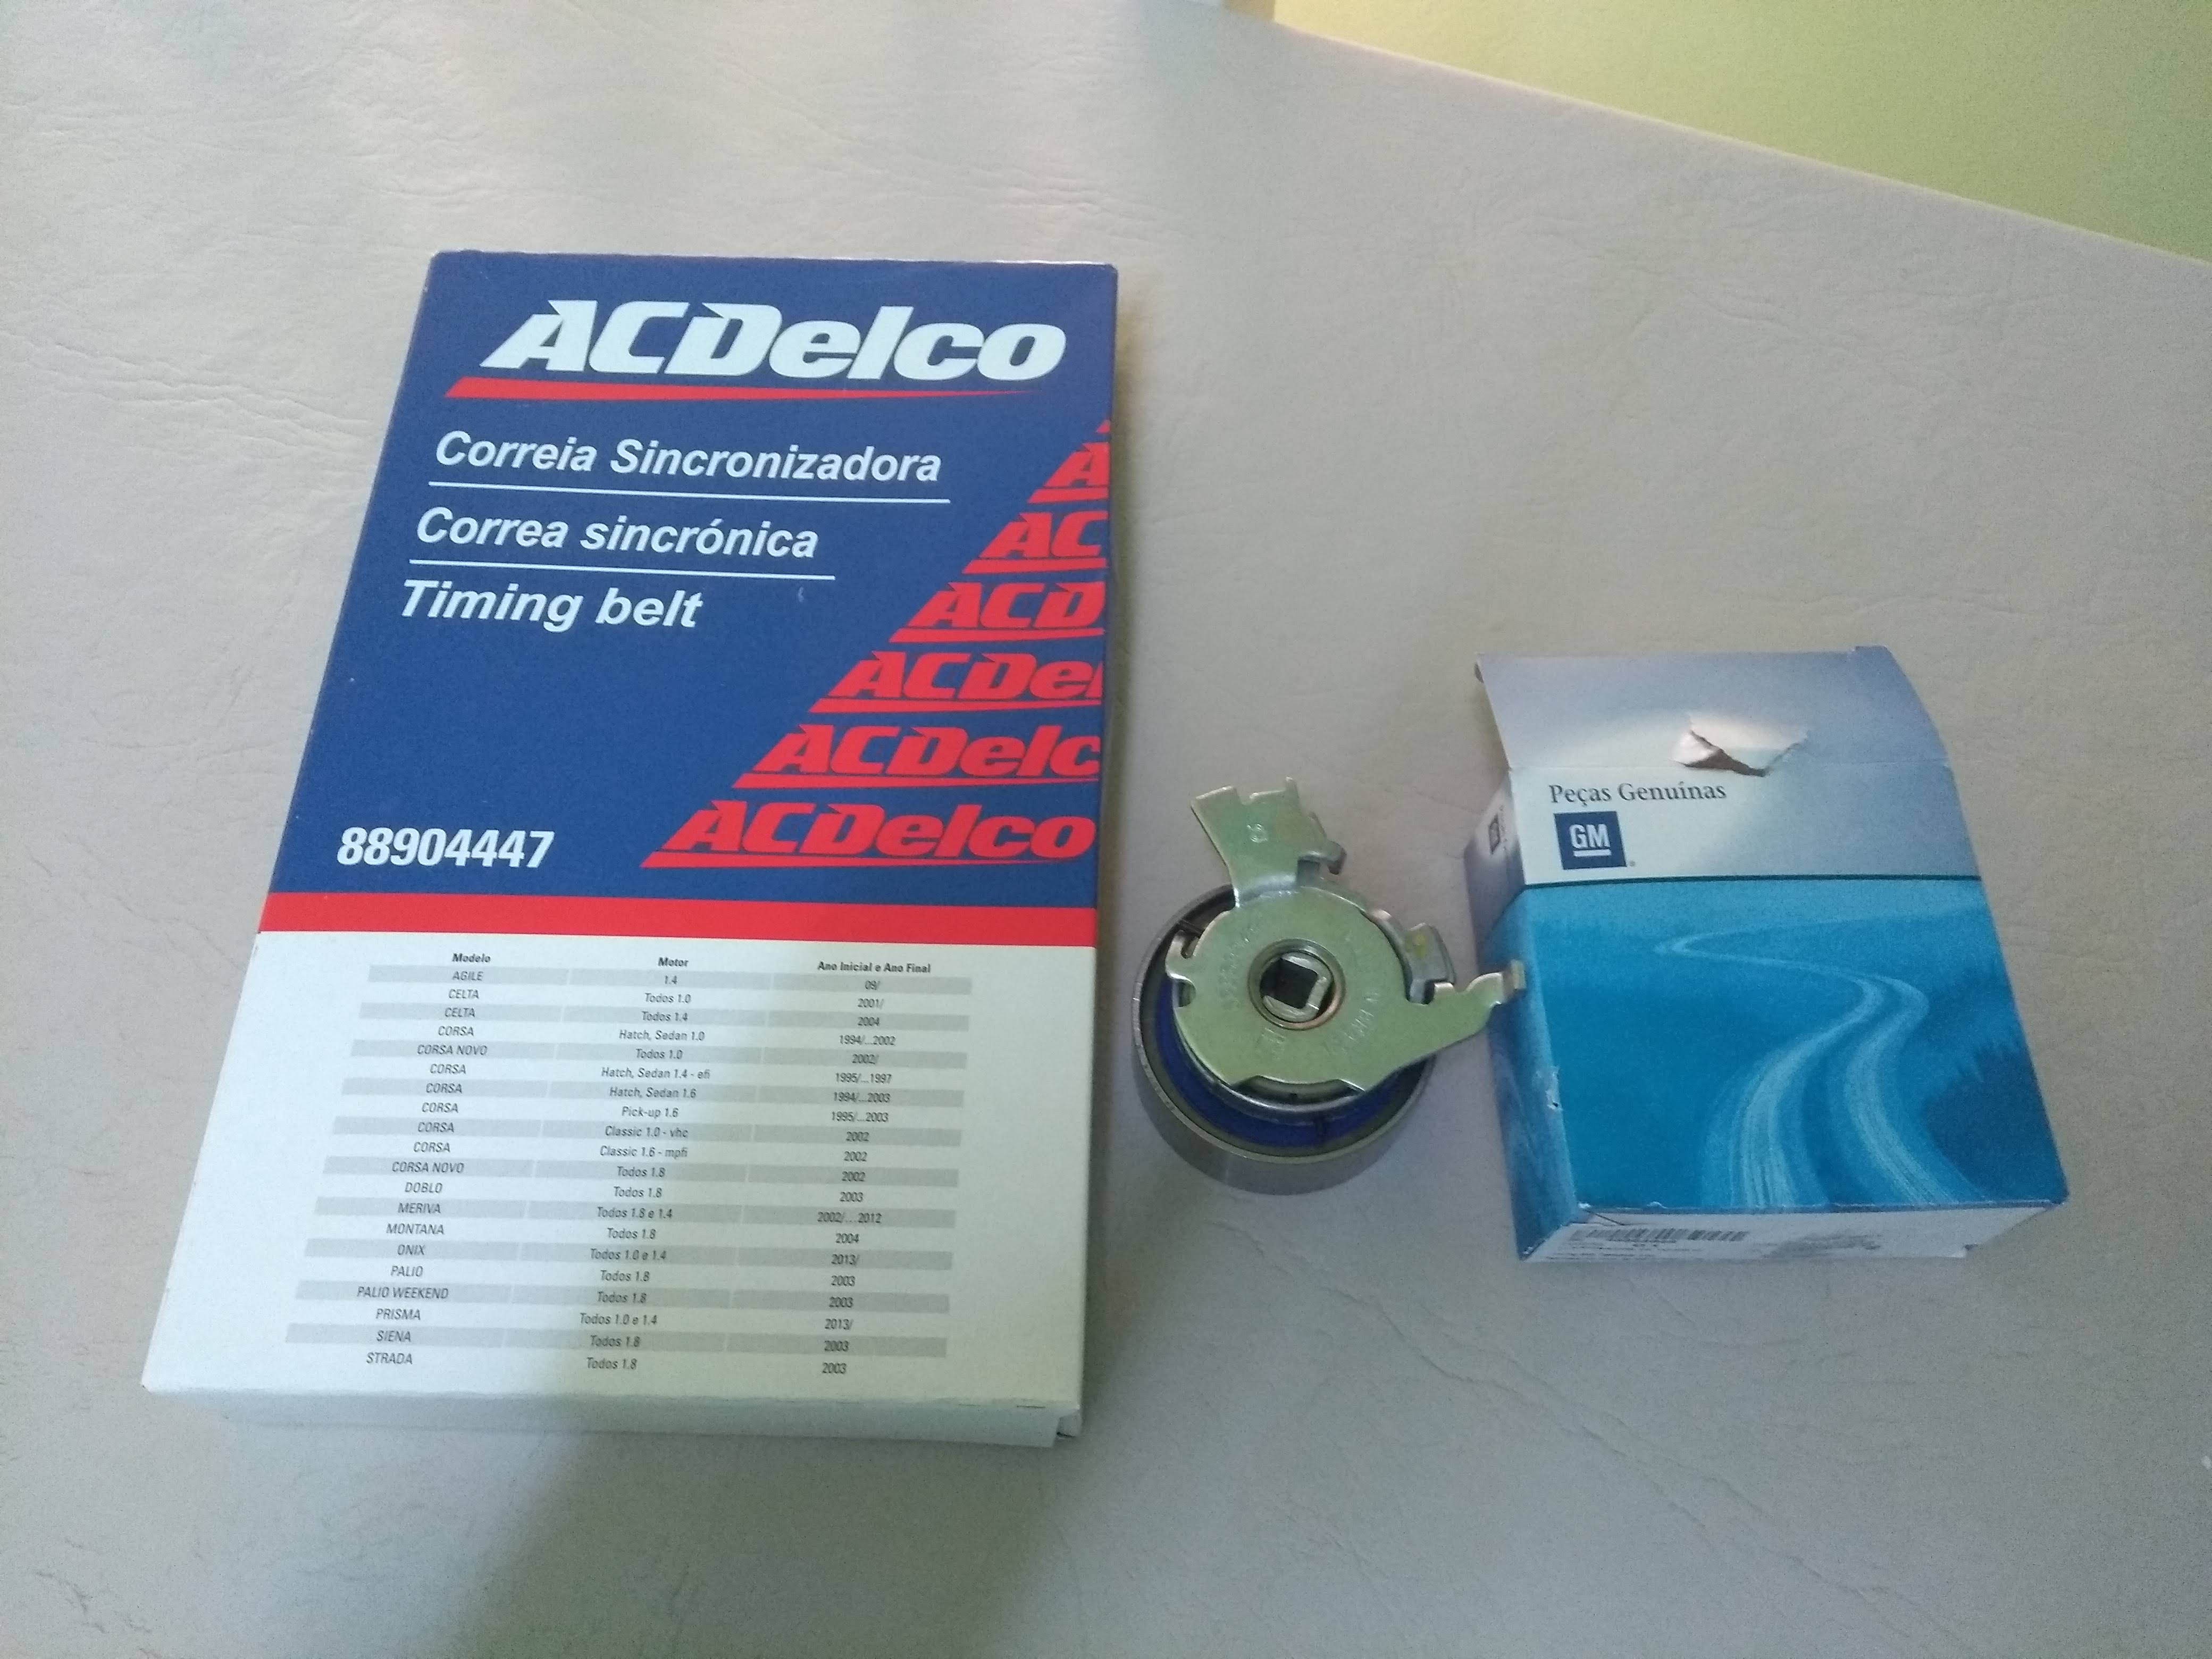 ACDelco
Correia Sincronizadora
Correa sincrónica
Timing belt
A
AC
ACD
ACDel
ACDelc
ACDelco
88904447
Modelo Motor Ano Inicial e Ano Final
AGILE 1.4 09/
CELTA Todos 1.0 2001/
CELTA Todos 1.4 2004
CORSA Hatch, Sedan 1.0 1994/...2002
CORSA NOVO Todos 1.0 2002/
CORSA Hatch, Sedan 1.4 - efi 1995/...1997
CORSA Hatch, Sedan 1.6 1994/...2003
CORSA Pick-up 1.6 1995/...2003
CORSA Classic 1.0 - vhc 2002
CORSA Classic 1.6 - mpfi 2002
CORSA NOVO Todos 1.8 2002
DOBLO Todos 1.8 2003
MERIVA Todos 1.8 e 1.4 2002/...2012
MONTANA Todos 1.8 2004
ONIX Todos 1.0 e 1.4 2013/
PALIO Todos 1.8 2003
PALIO WEEKEND Todos 1.8 2003
PRISMA Todos 1.0 e 1.4 2013/
SIENA Todos 1.8 2003
STRADA Todos 1.8 2003
Peças Genuínas
GM